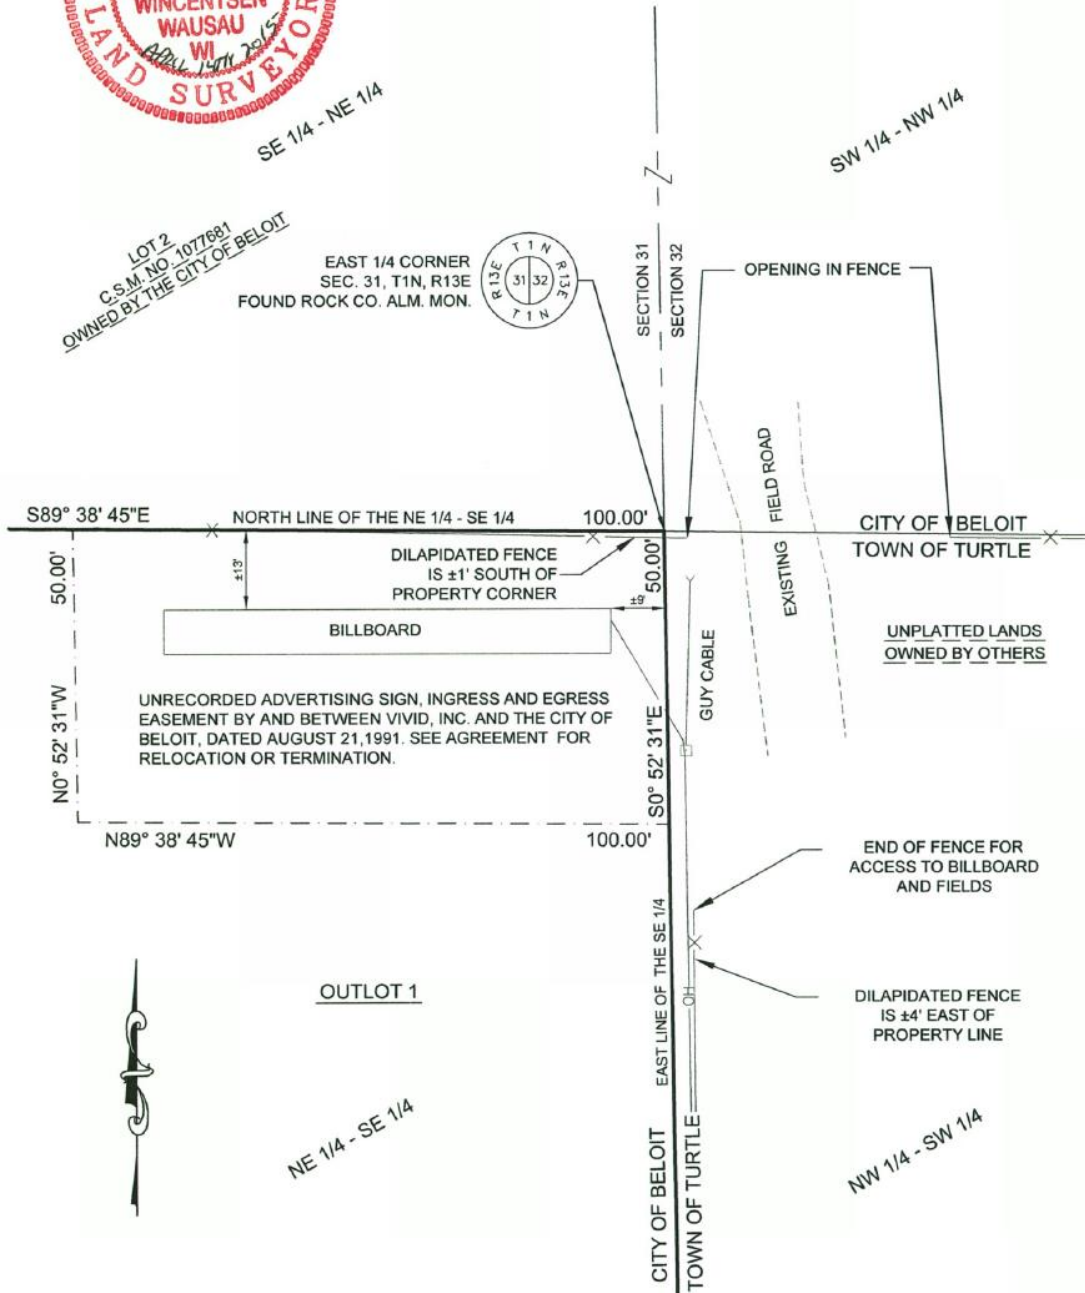 WINCENTSEN
WAUSAU
WI
APRIL 14TH 2015
LAND SURVEYOR
SE 1/4 - NE 1/4
SW 1/4 - NW 1/4
LOT 2
C.S.M. NO. 1077681
OWNED BY THE CITY OF BELOIT
EAST 1/4 CORNER
SEC. 31, T1N, R13E
FOUND ROCK CO. ALM. MON.
T1N
R13E
31 32
R13E
T1N
SECTION 31
SECTION 32
OPENING IN FENCE
EXISTING FIELD ROAD
S89° 38' 45"E
NORTH LINE OF THE NE 1/4 - SE 1/4
100.00'
CITY OF BELOIT
TOWN OF TURTLE
50.00'
±13'
DILAPIDATED FENCE
IS ±1' SOUTH OF
PROPERTY CORNER
50.00'
±9'
BILLBOARD
GUY CABLE
UNPLATTED LANDS
OWNED BY OTHERS
UNRECORDED ADVERTISING SIGN, INGRESS AND EGRESS
EASEMENT BY AND BETWEEN VIVID, INC. AND THE CITY OF
BELOIT, DATED AUGUST 21,1991. SEE AGREEMENT FOR
RELOCATION OR TERMINATION.
N0° 52' 31"W
S0° 52' 31"E
N89° 38' 45"W
100.00'
END OF FENCE FOR
ACCESS TO BILLBOARD
AND FIELDS
EAST LINE OF THE SE 1/4
OH
OUTLOT 1
DILAPIDATED FENCE
IS ±4' EAST OF
PROPERTY LINE
NE 1/4 - SE 1/4
NW 1/4 - SW 1/4
CITY OF BELOIT
TOWN OF TURTLE